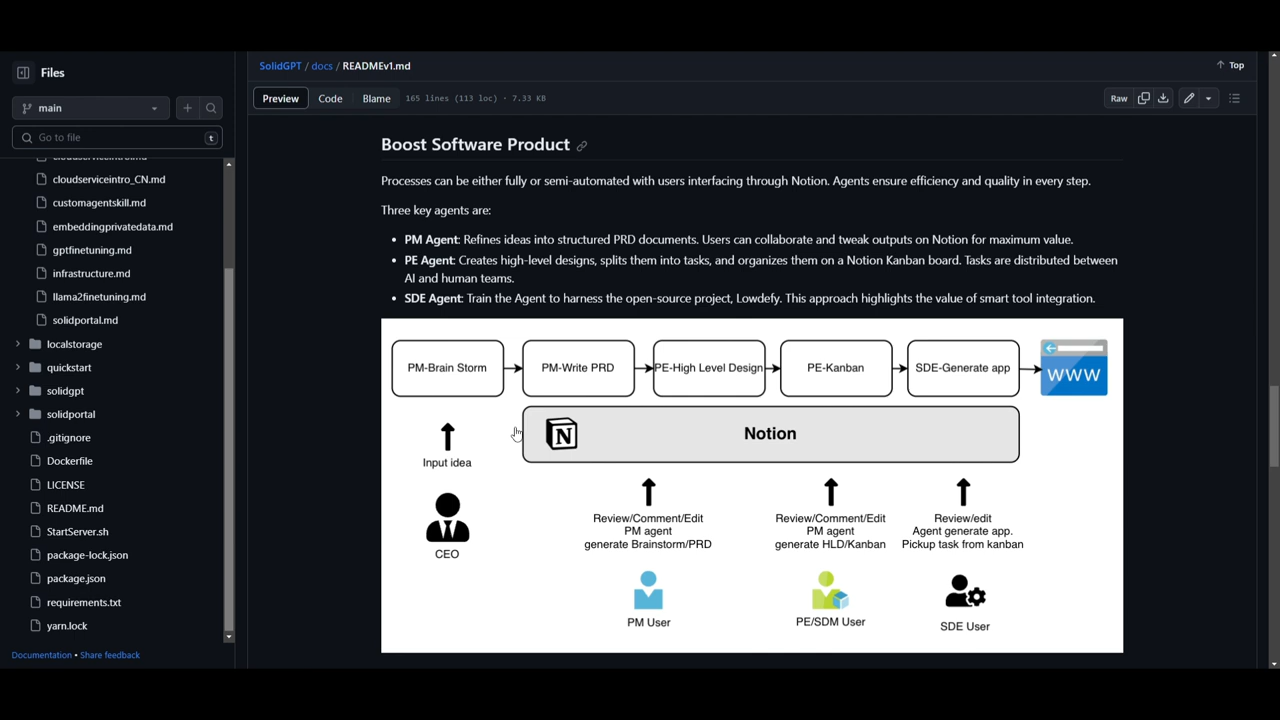 Files
main
Go to file
t
cloudserviceintro.md
cloudserviceintro_CN.md
customagentskill.md
embeddingprivatedata.md
gptfinetuning.md
infrastructure.md
llama2finetuning.md
solidportal.md
localstorage
quickstart
solidgpt
solidportal
.gitignore
Dockerfile
LICENSE
README.md
StartServer.sh
package-lock.json
package.json
requirements.txt
yarn.lock
Documentation • Share feedback
SolidGPT / docs / READMEv1.md
Top
Preview Code Blame 165 lines (113 loc) · 7.33 KB
Raw
Boost Software Product
Processes can be either fully or semi-automated with users interfacing through Notion. Agents ensure efficiency and quality in every step.
Three key agents are:
• PM Agent: Refines ideas into structured PRD documents. Users can collaborate and tweak outputs on Notion for maximum value.
• PE Agent: Creates high-level designs, splits them into tasks, and organizes them on a Notion Kanban board. Tasks are distributed between
AI and human teams.
• SDE Agent: Train the Agent to harness the open-source project, Lowdefy. This approach highlights the value of smart tool integration.
PM-Brain Storm
PM-Write PRD
PE-High Level Design
PE-Kanban
SDE-Generate app
WWW
N
Notion
Input idea
CEO
Review/Comment/Edit
PM agent
generate Brainstorm/PRD
PM User
Review/Comment/Edit
PM agent
generate HLD/Kanban
PE/SDM User
Review/edit
Agent generate app.
Pickup task from kanban
SDE User